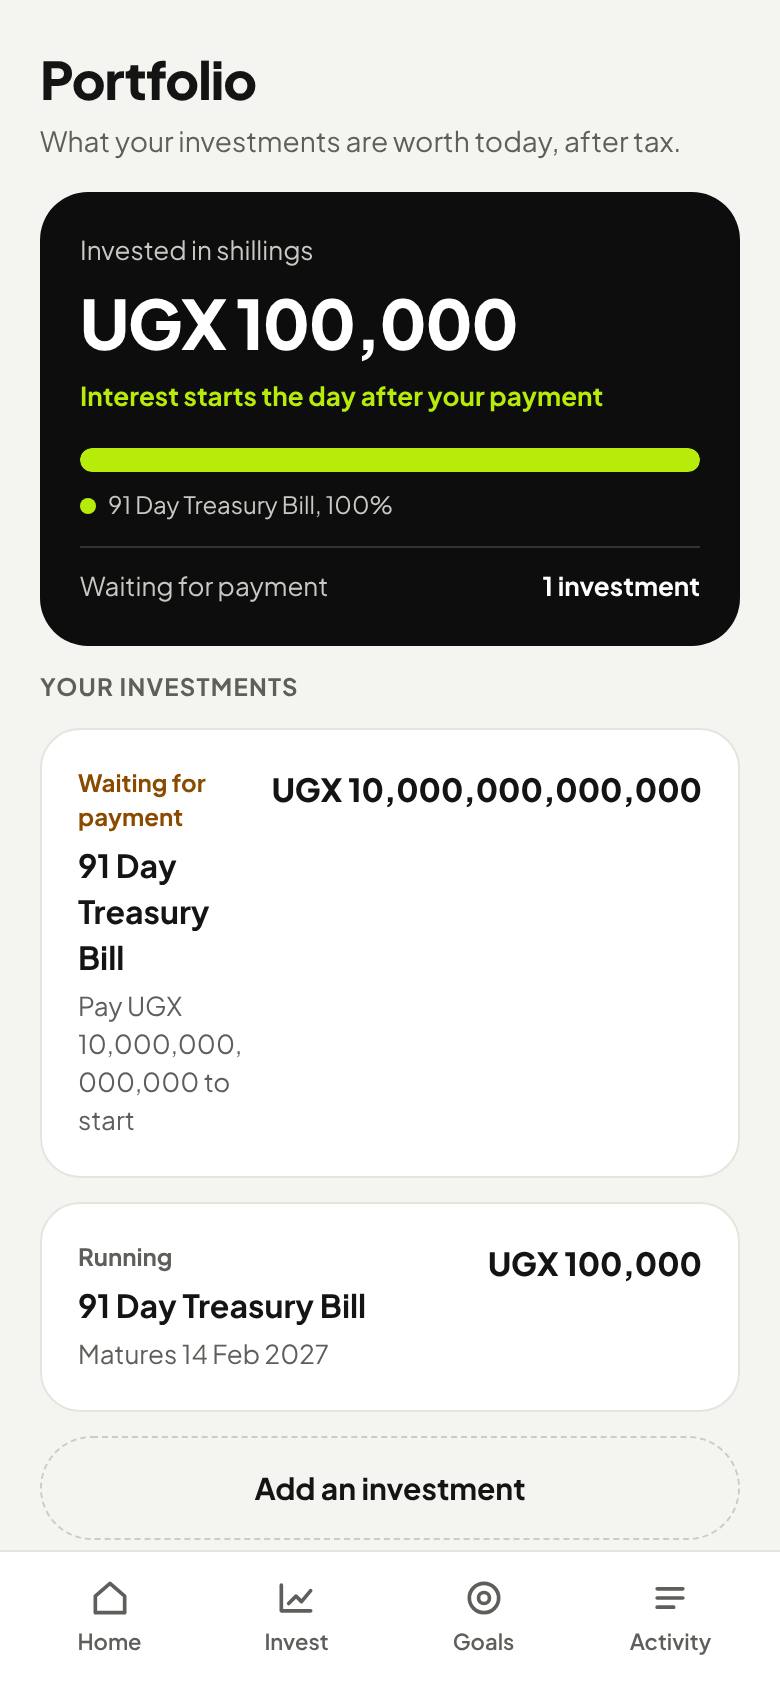 Portfolio
What your investments are worth today, after tax.
Invested in shillings
UGX 100,000
Interest starts the day after your payment
91 Day Treasury Bill, 100%
Waiting for payment 1 investment
YOUR INVESTMENTS
Waiting for
payment
UGX 10,000,000,000,000
91 Day
Treasury
Bill
Pay UGX
10,000,000,
000,000 to
start
Running
UGX 100,000
91 Day Treasury Bill
Matures 14 Feb 2027
Add an investment
Home Invest Goals Activity